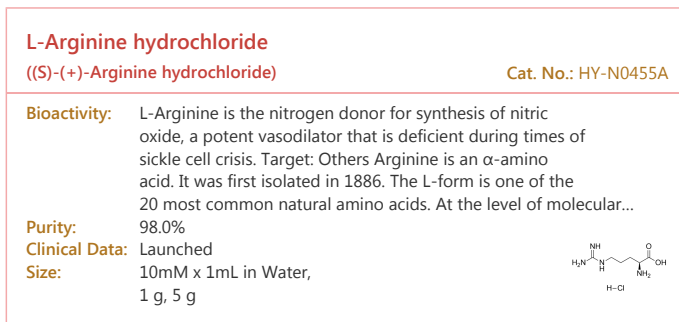 L-Arginine hydrochloride
((S)-(+)-Arginine hydrochloride) Cat. No.: HY-N0455A
Bioactivity: L-Arginine is the nitrogen donor for synthesis of nitric
oxide, a potent vasodilator that is deficient during times of
sickle cell crisis. Target: Others Arginine is an α-amino
acid. It was first isolated in 1886. The L-form is one of the
20 most common natural amino acids. At the level of molecular...
Purity: 98.0%
Clinical Data: Launched
Size: 10mM x 1mL in Water,
1 g, 5 g
NH O
H₂N N H OH
NH₂
H–Cl